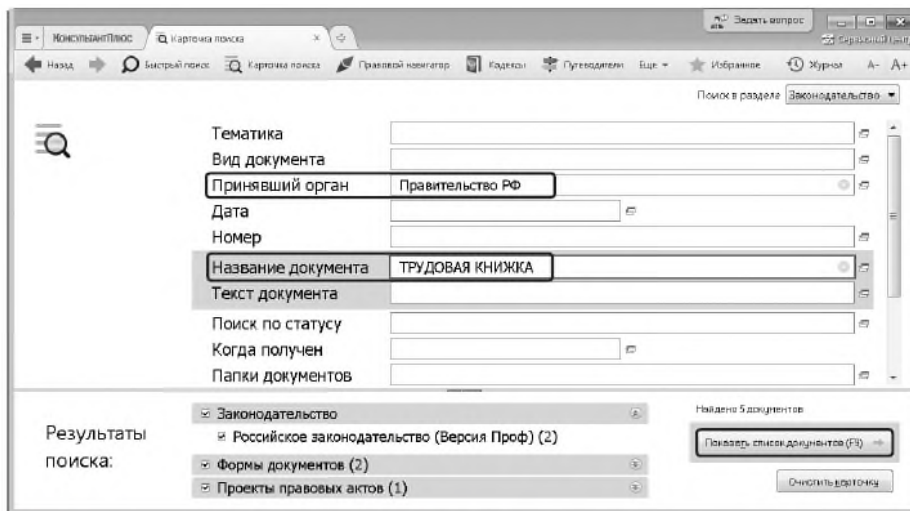 Задать вопрос
КонсультантПлюс Карточка поиска Сервисный центр
Назад Быстрый поиск Карточка поиска Правовой навигатор Кодексы Путеводители Еще Избранное Журнал A- A+
Поиск в разделе Законодательство
Тематика
Вид документа
Принявший орган Правительство РФ
Дата
Номер
Название документа ТРУДОВАЯ КНИЖКА
Текст документа
Поиск по статусу
Когда получен
Папки документов
Результаты поиска:
Законодательство
Российское законодательство (Версия Проф) (2)
Формы документов (2)
Проекты правовых актов (1)
Найдено 5 документов
Показать список документов (F9)
Очистить карточку